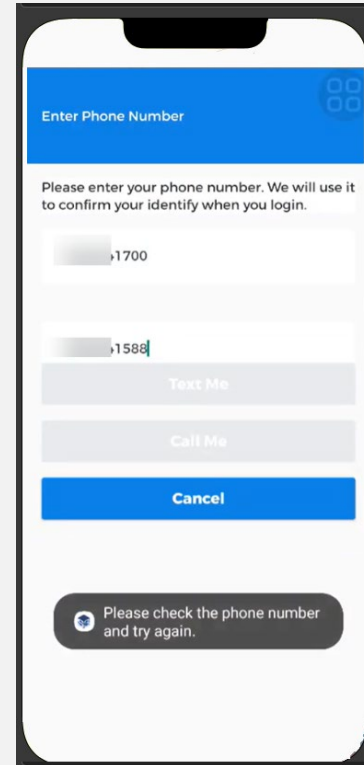 Enter Phone Number
Please enter your phone number. We will use it
to confirm your identify when you login.
1700
1588
Text Me
Call Me
Cancel
Please check the phone number
and try again.